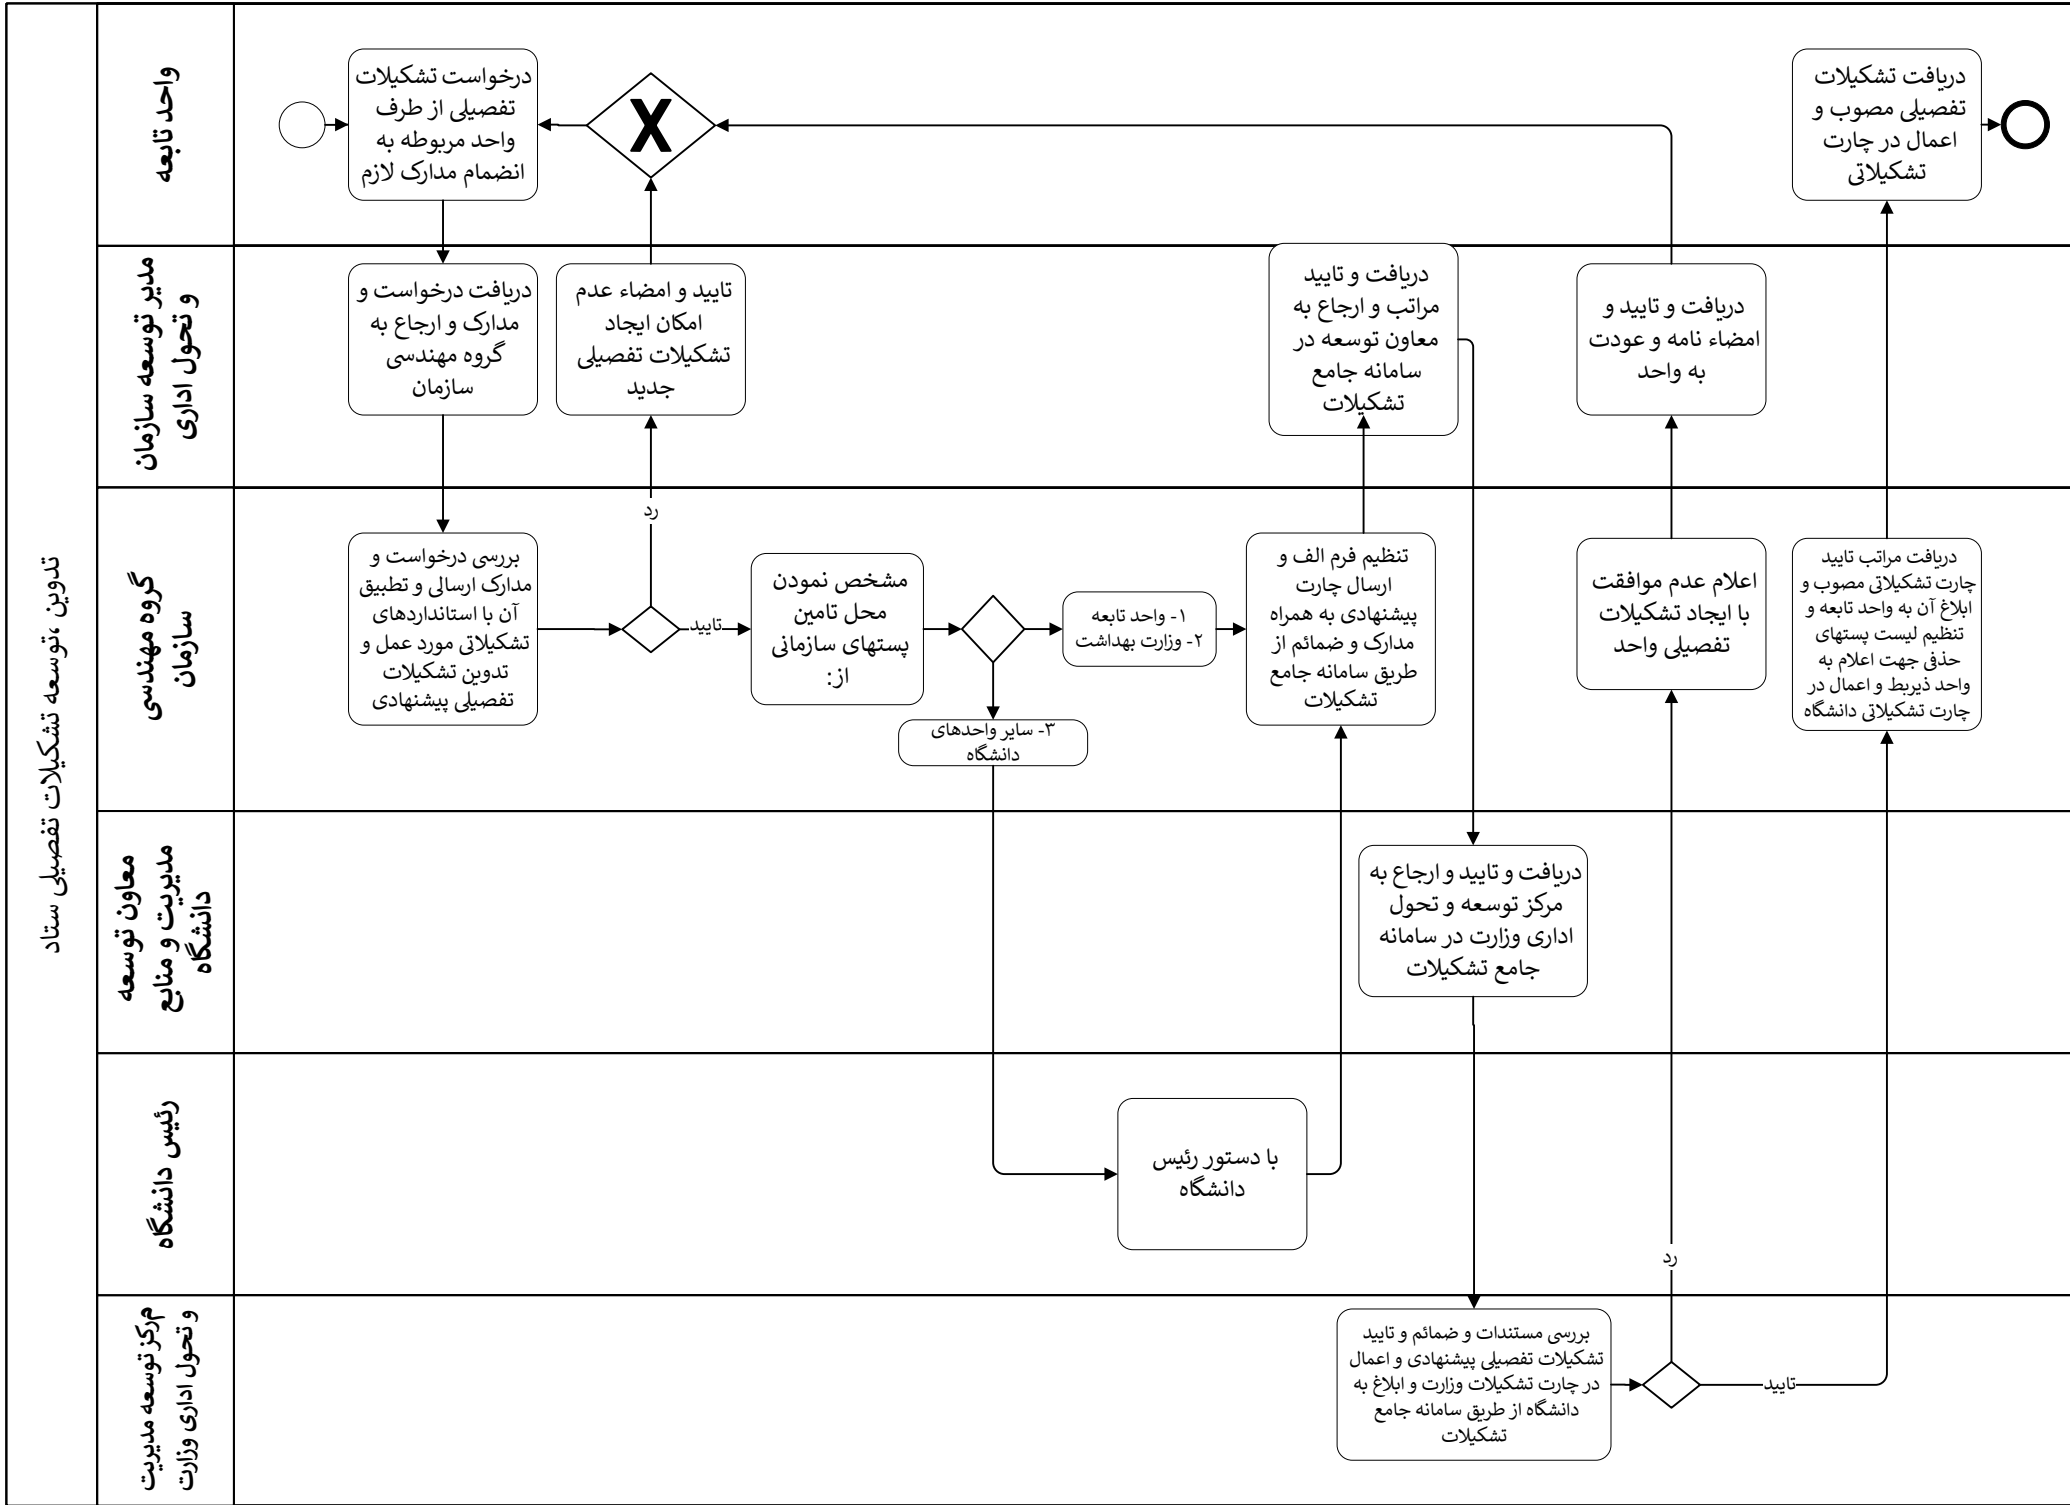 تدوین ،توسعه تشکیلات تفصیلی ستاد
واحد تابعه
درخواست تشکیلات
تفصیلی از طرف
واحد مربوطه به
انضمام مدارک لازم
X
دریافت تشکیلات
تفصیلی مصوب و
اعمال در چارت
تشکیلاتی
مدیر توسعه سازمان
و تحول اداری
دریافت درخواست و
مدارک و ارجاع به
گروه مهندسی
سازمان
تایید و امضاء عدم
امکان ایجاد
تشکیلات تفصیلی
جدید
دریافت و تایید
مراتب و ارجاع به
معاون توسعه در
سامانه جامع
تشکیلات
دریافت و تایید و
امضاء نامه و عودت
به واحد
گروه مهندسی
سازمان
بررسی درخواست و
مدارک ارسالی و تطبیق
آن با استانداردهای
تشکیلاتی مورد عمل و
تدوین تشکیلات
تفصیلی پیشنهادی
رد
تایید
مشخص نمودن
محل تامین
پستهای سازمانی
از:
۱- واحد تابعه
۲- وزارت بهداشت
۳- سایر واحدهای
دانشگاه
تنظیم فرم الف و
ارسال چارت
پیشنهادی به همراه
مدارک و ضمائم از
طریق سامانه جامع
تشکیلات
اعلام عدم موافقت
با ایجاد تشکیلات
تفصیلی واحد
دریافت مراتب تایید
چارت تشکیلاتی مصوب و
ابلاغ آن به واحد تابعه و
تنظیم لیست پستهای
حذفی جهت اعلام به
واحد ذیربط و اعمال در
چارت تشکیلاتی دانشگاه
معاون توسعه
مدیریت و منابع
دانشگاه
دریافت و تایید و ارجاع به
مرکز توسعه و تحول
اداری وزارت در سامانه
جامع تشکیلات
رئیس دانشگاه
با دستور رئیس
دانشگاه
مرکز توسعه مدیریت
و تحول اداری وزارت
بررسی مستندات و ضمائم و تایید
تشکیلات تفصیلی پیشنهادی و اعمال
در چارت تشکیلات وزارت و ابلاغ به
دانشگاه از طریق سامانه جامع
تشکیلات
رد
تایید